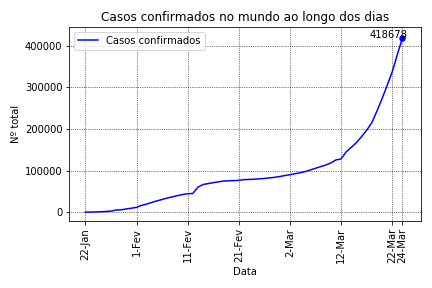 Casos confirmados no mundo ao longo dos dias
418678
Casos confirmados
400000
300000
200000
100000
0
Nº total
22-Jan
1-Fev
11-Fev
21-Fev
2-Mar
12-Mar
22-Mar
24-Mar
Data